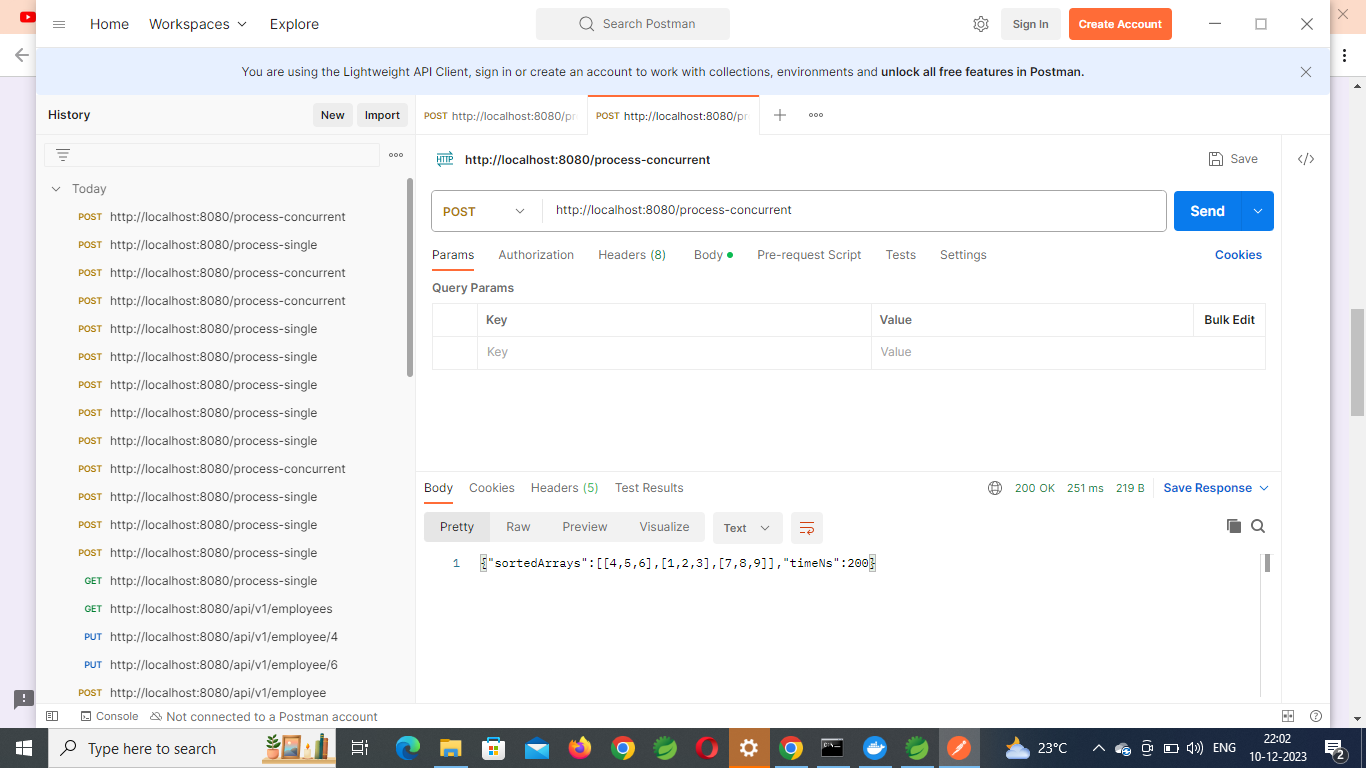 Home Workspaces Explore
Search Postman
Sign In Create Account
You are using the Lightweight API Client, sign in or create an account to work with collections, environments and unlock all free features in Postman.
History New Import
POST http://localhost:8080/pr
POST http://localhost:8080/pr
HTTP http://localhost:8080/process-concurrent Save
POST http://localhost:8080/process-concurrent Send
Params Authorization Headers (8) Body Pre-request Script Tests Settings Cookies
Query Params
Key Value Bulk Edit
Key Value
Today
POST http://localhost:8080/process-concurrent
POST http://localhost:8080/process-single
POST http://localhost:8080/process-concurrent
POST http://localhost:8080/process-concurrent
POST http://localhost:8080/process-single
POST http://localhost:8080/process-single
POST http://localhost:8080/process-single
POST http://localhost:8080/process-single
POST http://localhost:8080/process-single
POST http://localhost:8080/process-concurrent
POST http://localhost:8080/process-single
POST http://localhost:8080/process-single
POST http://localhost:8080/process-single
GET http://localhost:8080/process-single
GET http://localhost:8080/api/v1/employees
PUT http://localhost:8080/api/v1/employee/4
PUT http://localhost:8080/api/v1/employee/6
POST http://localhost:8080/api/v1/employee
Body Cookies Headers (5) Test Results 200 OK 251 ms 219 B Save Response
Pretty Raw Preview Visualize Text
1 {"sortedArrays":[[4,5,6],[1,2,3],[7,8,9]],"timeNs":200}
Console Not connected to a Postman account
Type here to search
23°C ENG 22:02
10-12-2023
2